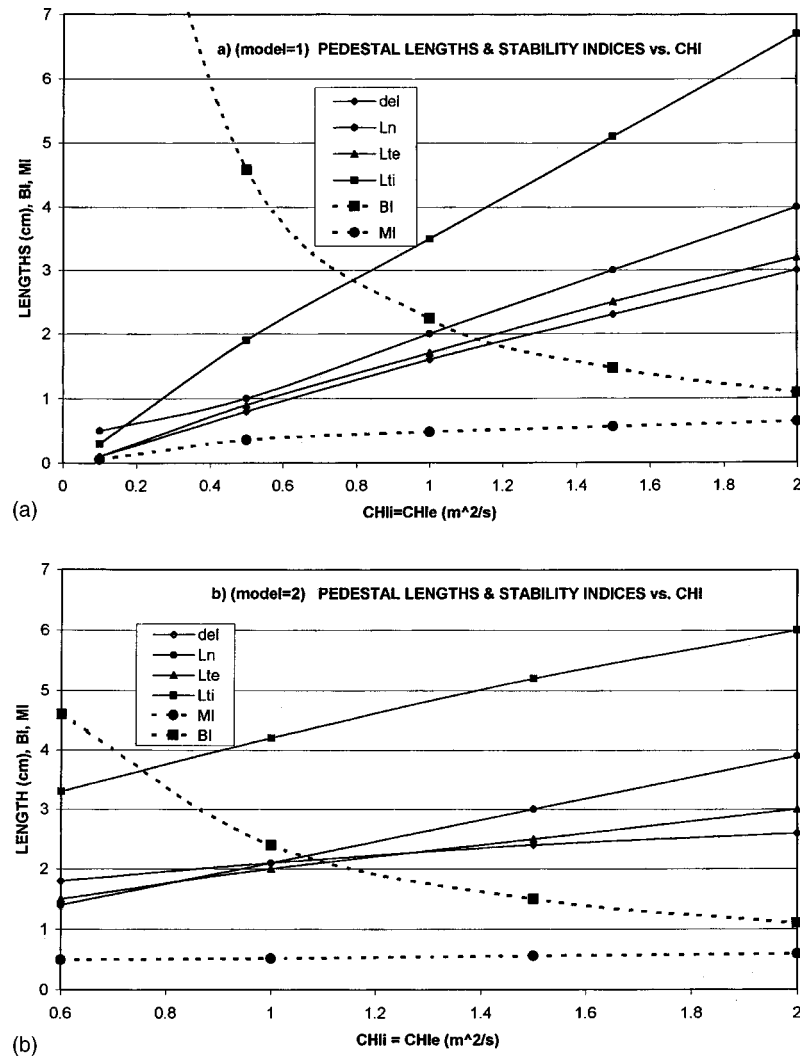 a) (model=1) PEDESTAL LENGTHS & STABILITY INDICES vs. CHI
7
6
5
4
3
2
1
0
LENGTHS (cm), BI, MI
del
Ln
Lte
Lti
BI
MI
0 0.2 0.4 0.6 0.8 1 1.2 1.4 1.6 1.8 2
CHIi=CHIe (m^2/s)
(a)
b) (model=2) PEDESTAL LENGTHS & STABILITY INDICES vs. CHI
7
6
5
4
3
2
1
0
LENGTH (cm), BI, MI
del
Ln
Lte
Lti
MI
BI
0.6 0.8 1 1.2 1.4 1.6 1.8 2
CHIi = CHIe (m^2/s)
(b)